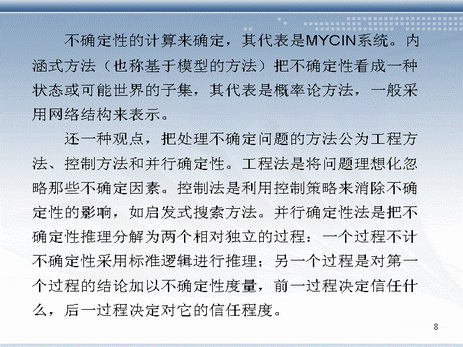 不确定性的计算来确定，其代表是MYCIN系统。内
涵式方法（也称基于模型的方法）把不确定性看成一种
状态或可能世界的子集，其代表是概率论方法，一般采
用网络结构来表示。
还一种观点，把处理不确定问题的方法公为工程方
法、控制方法和并行确定性。工程法是将问题理想化忽
略那些不确定因素。控制法是利用控制策略来消除不确
定性的影响，如启发式搜索方法。并行确定性法是把不
确定性推理分解为两个相对独立的过程：一个过程不计
不确定性采用标准逻辑进行推理；另一个过程是对第一
个过程的结论加以不确定性度量，前一过程决定信任什
么，后一过程决定对它的信任程度。
8